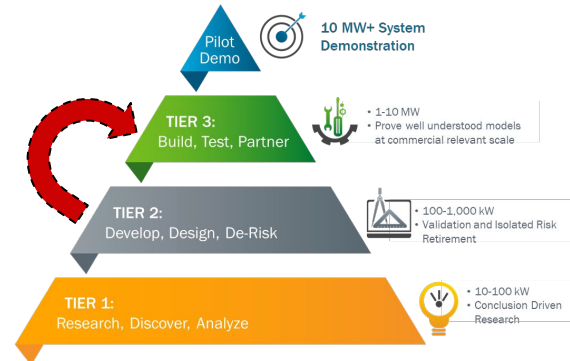 Pilot
Demo
10 MW+ System
Demonstration
TIER 3:
Build, Test, Partner
• 1-10 MW
• Prove well understood models
at commercial relevant scale
TIER 2:
Develop, Design, De-Risk
• 100-1,000 kW
• Validation and Isolated Risk
Retirement
TIER 1:
Research, Discover, Analyze
• 10-100 kW
• Conclusion Driven
Research